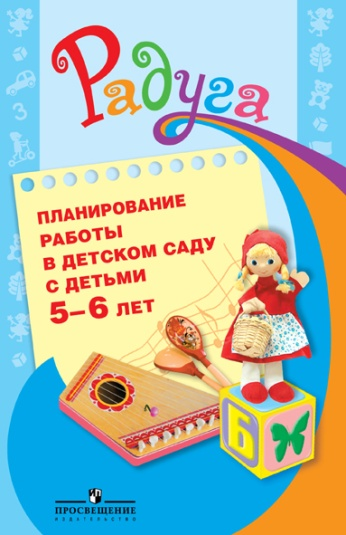 Радуга
ПЛАНИРОВАНИЕ
РАБОТЫ
В ДЕТСКОМ САДУ
С ДЕТЬМИ
5–6 ЛЕТ
Б
ПРОСВЕЩЕНИЕ
ИЗДАТЕЛЬСТВО